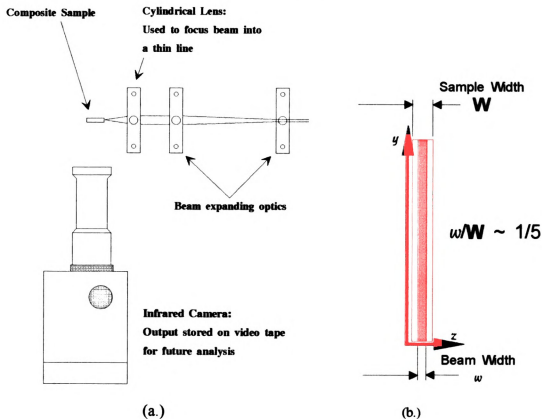 Composite Sample
Cylindrical Lens:
Used to focus beam into
a thin line
Beam expanding optics
Infrared Camera:
Output stored on video tape
for future analysis
(a.)
Sample Width
W
y
ω/W ~ 1/5
z
Beam Width
ω
(b.)